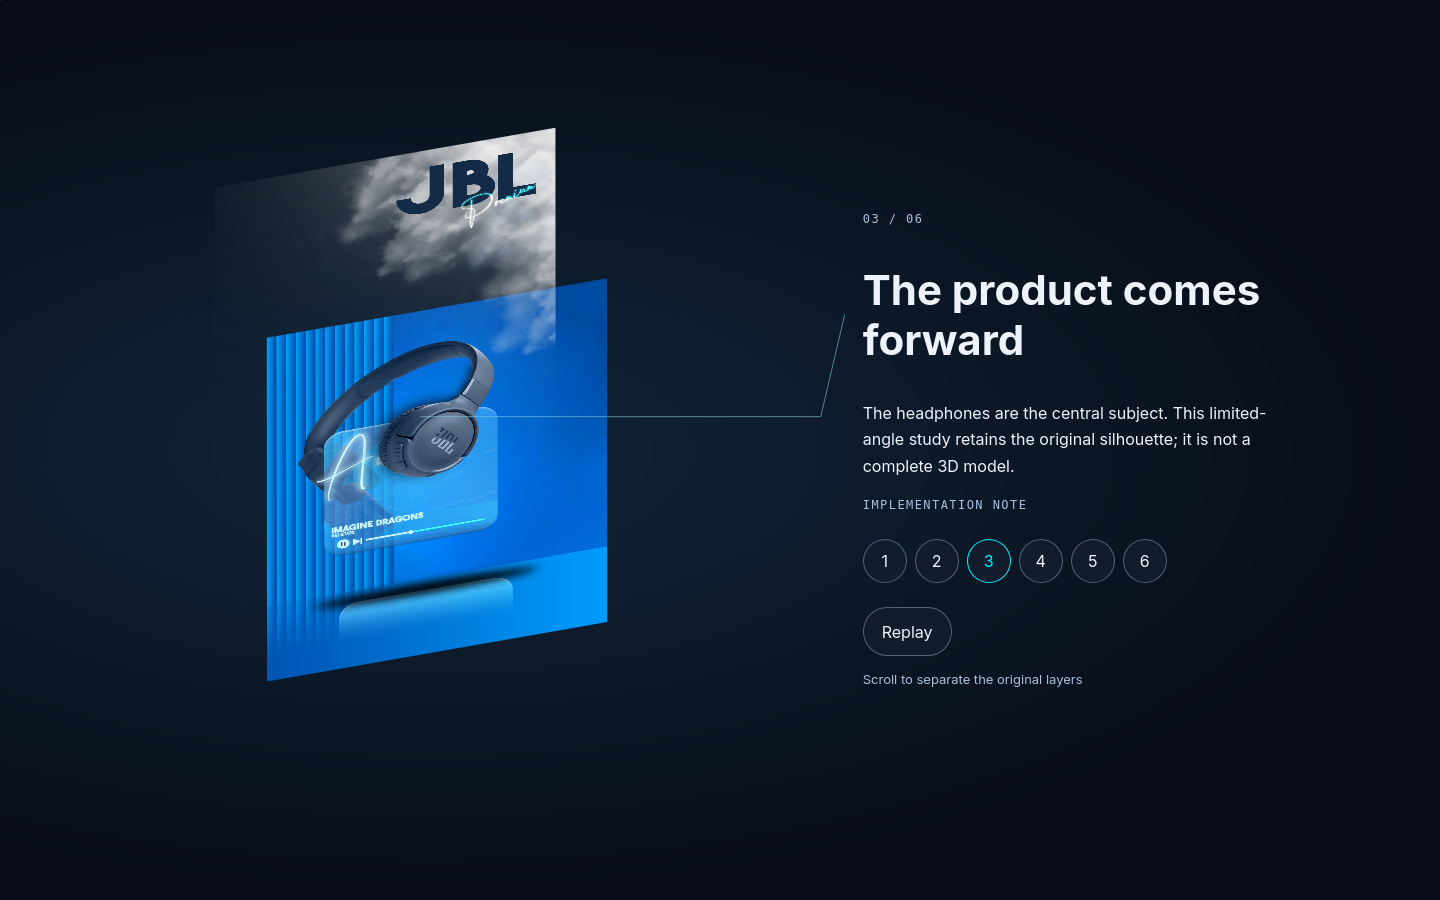 JBL
Premium
JBL
IMAGINE DRAGONS
03 / 06
The product comes
forward
The headphones are the central subject. This limited-
angle study retains the original silhouette; it is not a
complete 3D model.
IMPLEMENTATION NOTE
1 2 3 4 5 6
Replay
Scroll to separate the original layers